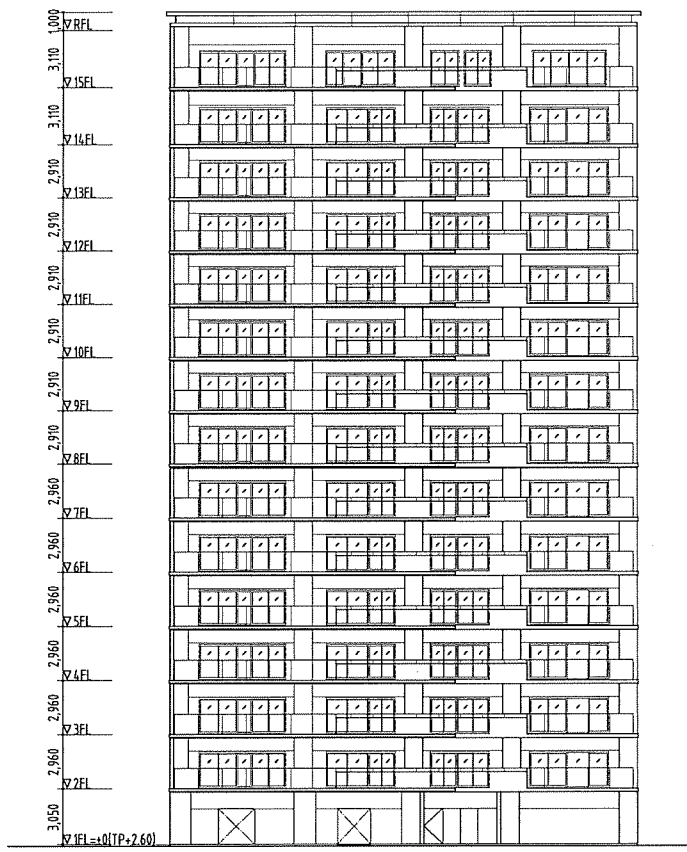 1,000
▽RFL
3,110
▽15FL
3,110
▽14FL
2,910
▽13FL
2,910
▽12FL
2,910
▽11FL
2,910
▽10FL
2,910
▽9FL
2,910
▽8FL
2,960
▽7FL
2,960
▽6FL
2,960
▽5FL
2,960
▽4FL
2,960
▽3FL
2,960
▽2FL
3,050
▽1FL=±0(TP+2.60)